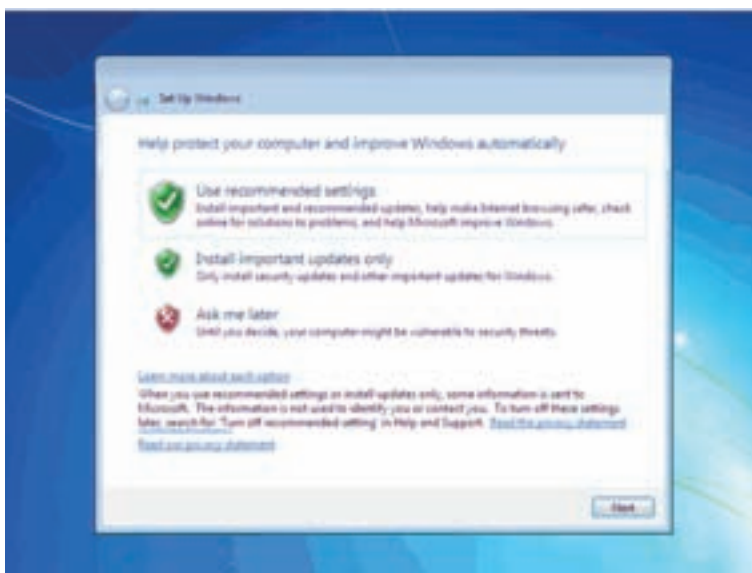 Set Up Windows
Help protect your computer and improve Windows automatically
Use recommended settings
Install important and recommended updates, help make Internet browsing safer, check
online for solutions to problems, and help Microsoft improve Windows.
Install important updates only
Only install security updates and other important updates for Windows.
Ask me later
Until you decide, your computer might be vulnerable to security threats.
Learn more about each option
When you use recommended settings or install updates only, some information is sent to
Microsoft. The information is not used to identify you or contact you. To turn off these settings
later, search for 'Turn off recommended setting' in Help and Support. Read the privacy statement
Read our privacy statement